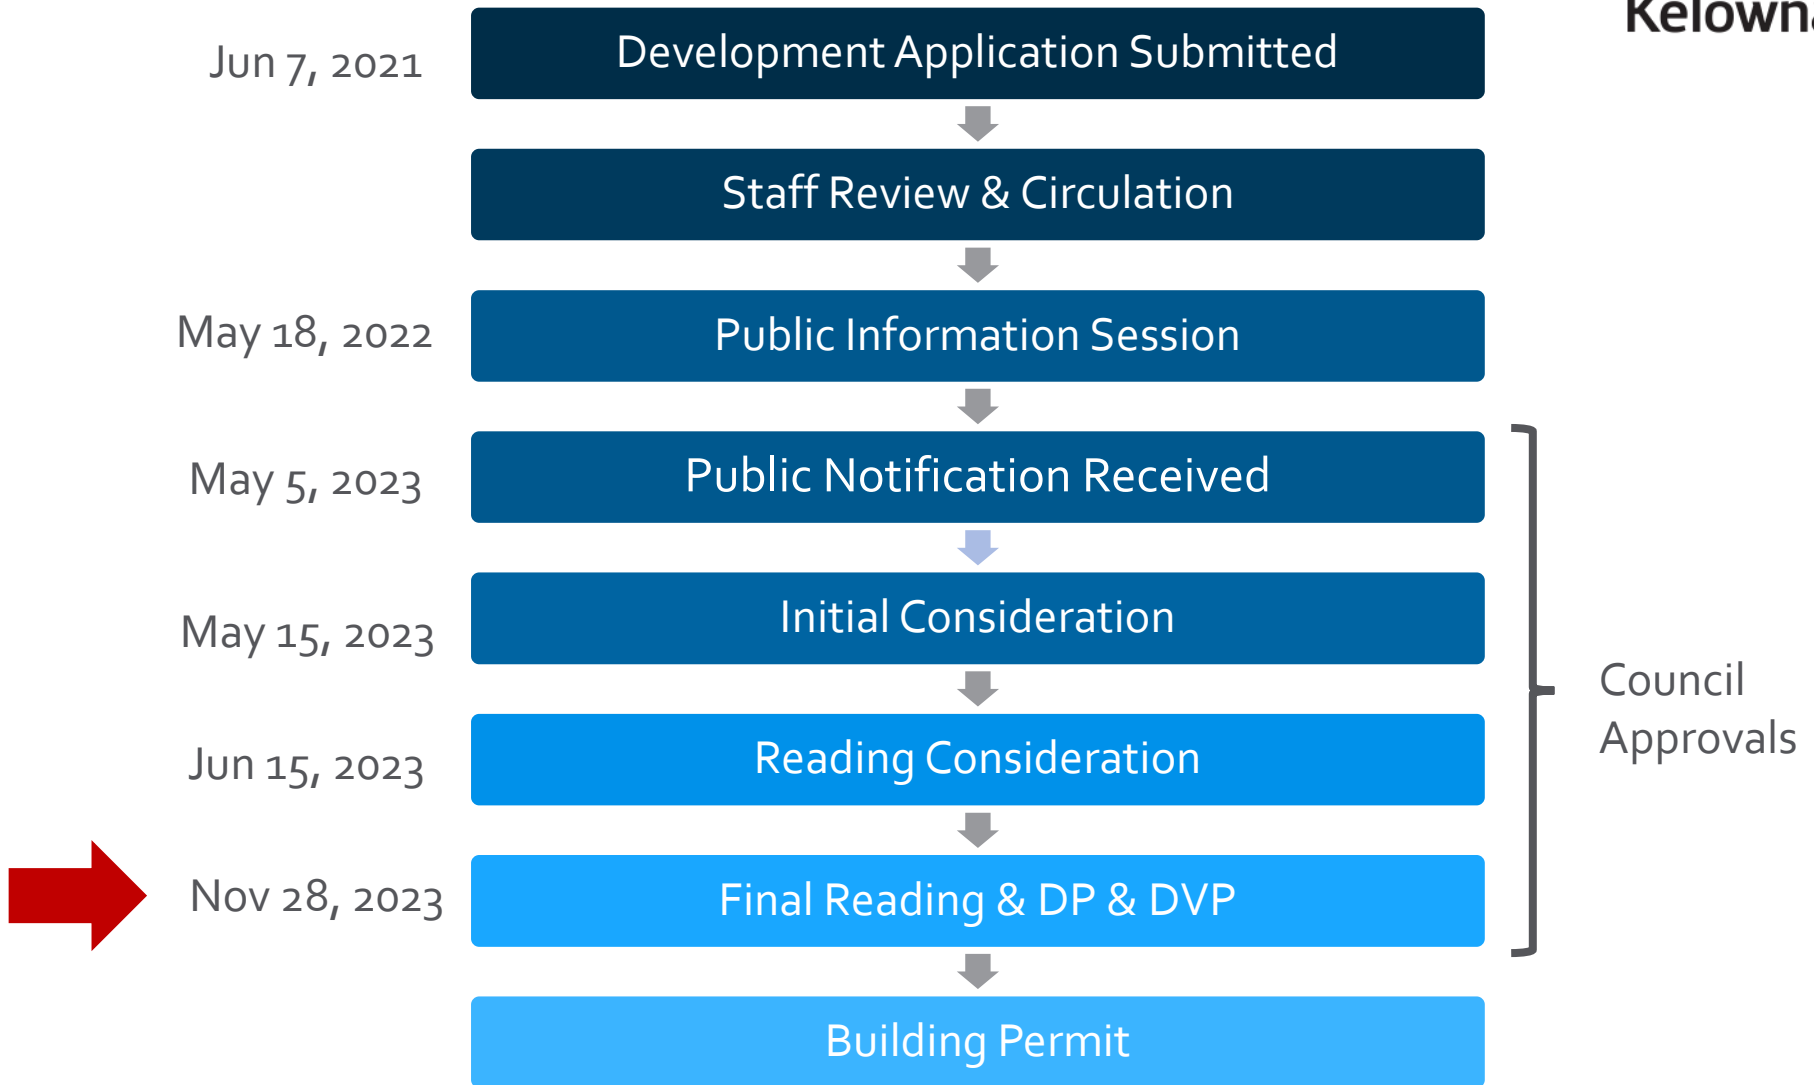 Kelowna
Jun 7, 2021
Development Application Submitted
Staff Review & Circulation
May 18, 2022
Public Information Session
May 5, 2023
Public Notification Received
May 15, 2023
Initial Consideration
Jun 15, 2023
Reading Consideration
Council
Approvals
Nov 28, 2023
Final Reading & DP & DVP
Building Permit